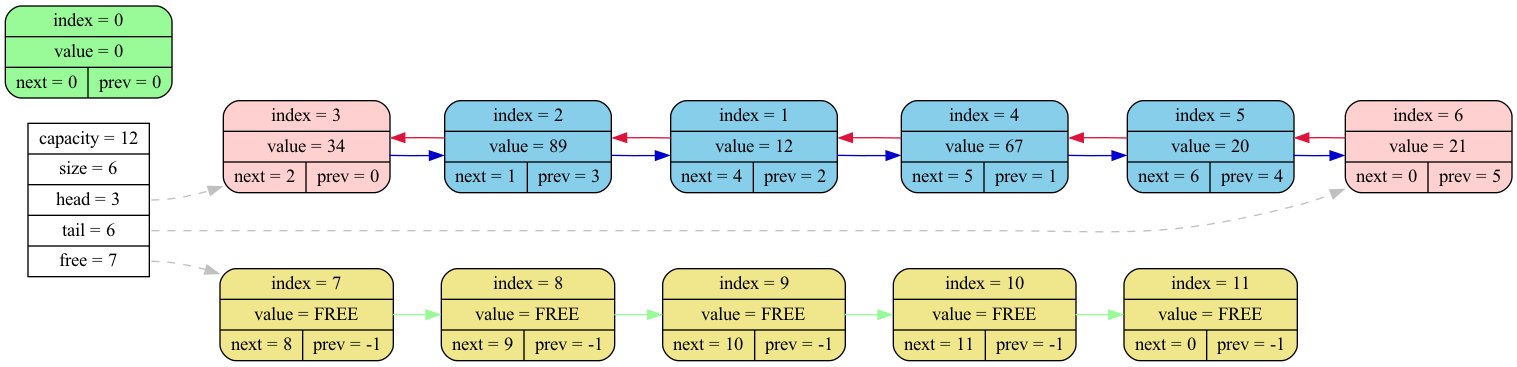 index = 0
value = 0
next = 0 prev = 0
capacity = 12
size = 6
head = 3
tail = 6
free = 7
index = 3
value = 34
next = 2 prev = 0
index = 2
value = 89
next = 1 prev = 3
index = 1
value = 12
next = 4 prev = 2
index = 4
value = 67
next = 5 prev = 1
index = 5
value = 20
next = 6 prev = 4
index = 6
value = 21
next = 0 prev = 5
index = 7
value = FREE
next = 8 prev = -1
index = 8
value = FREE
next = 9 prev = -1
index = 9
value = FREE
next = 10 prev = -1
index = 10
value = FREE
next = 11 prev = -1
index = 11
value = FREE
next = 0 prev = -1